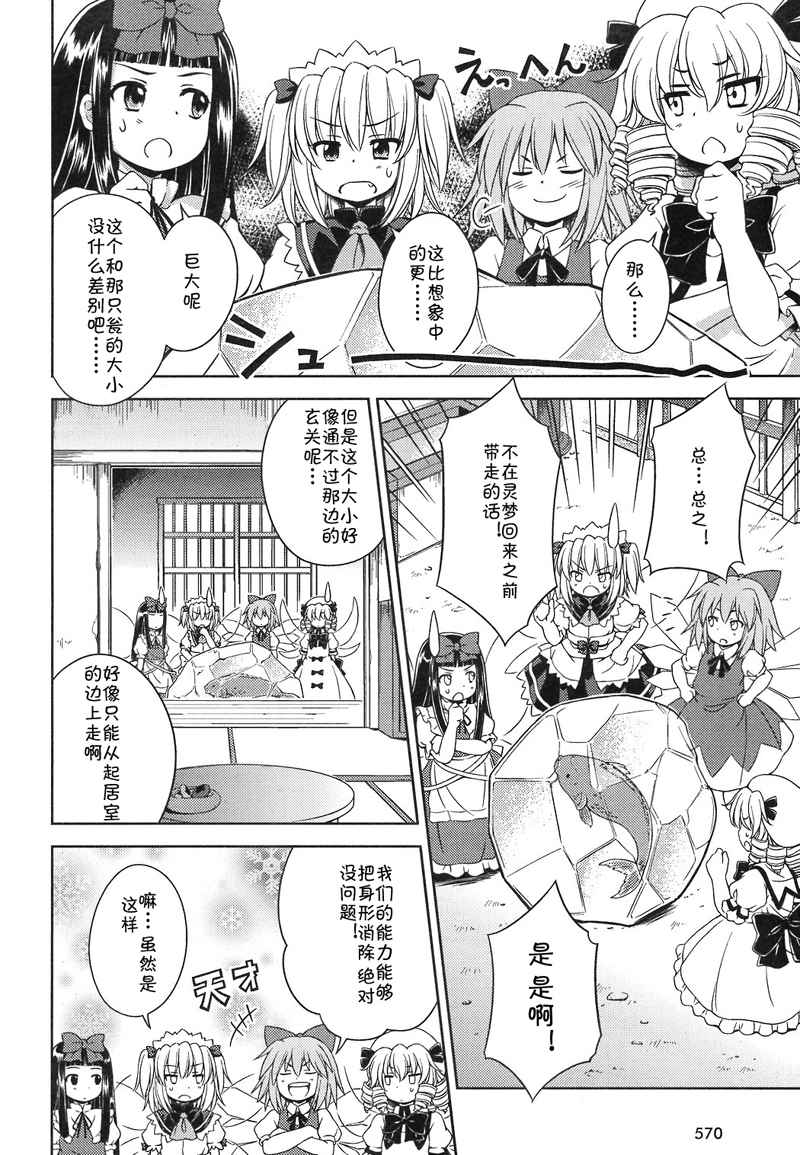 えっへん
那么……
这比想象中
的更……
巨大呢
这个和那只瓮的大小
没什么差别吧……
ジュー
总…总之！
不在灵梦回来之前
带走的话！
是是啊！
但是这个大小好
像通不过那边的
玄关呢…
好像只能从起居室
的边上走啊
我们的能力能够
把身形消除 绝对
没问题！
天才
嘛…虽然是
这样
570